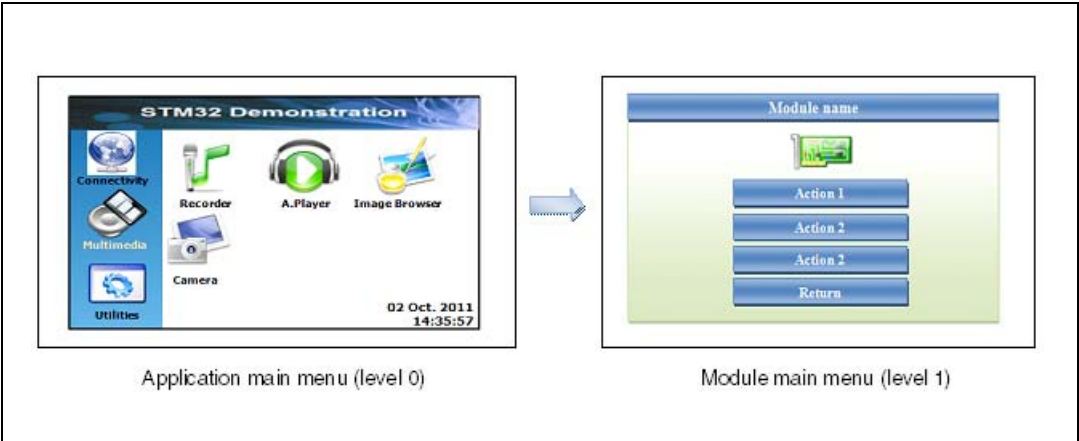 STM32 Demonstration
Connectivity
Multimedia
Utilities
Recorder
A.Player
Image Browser
Camera
02 Oct. 2011
14:35:57
Module name
Action 1
Action 2
Action 2
Return
Application main menu (level 0)
Module main menu (level 1)